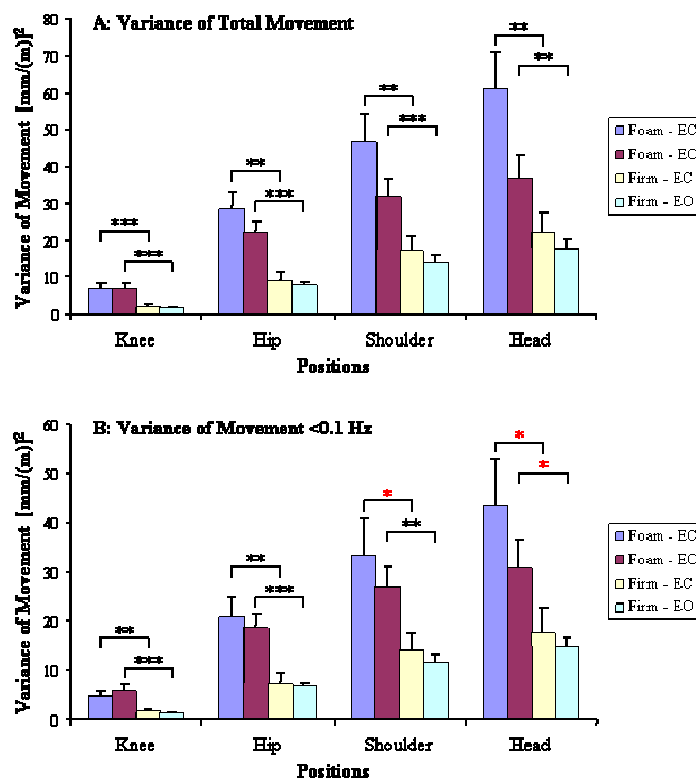 A: Variance of Total Movement
Variance of Movement [mm/(m)]²
80
70
60
50
40
30
20
10
0
** *** ** *** ** *** ** **
Foam - EC
Foam - EO
Firm - EC
Firm - EO
Knee Hip Shoulder Head
Positions
B: Variance of Movement <0.1 Hz
Variance of Movement [mm/(m)]²
60
50
40
30
20
10
0
** *** ** *** * ** * *
Foam - EC
Foam - EO
Firm - EC
Firm - EO
Knee Hip Shoulder Head
Positions